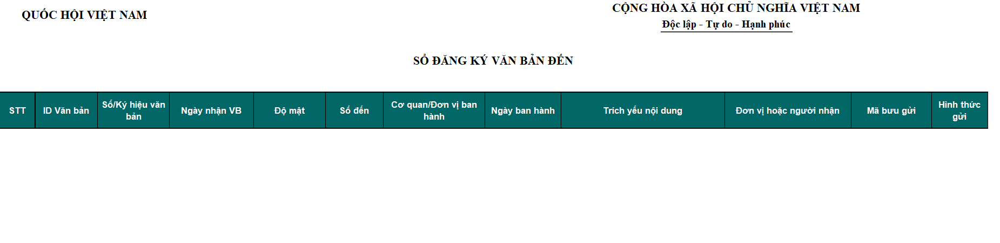 QUỐC HỘI VIỆT NAM
CỘNG HÒA XÃ HỘI CHỦ NGHĨA VIỆT NAM
Độc lập - Tự do - Hạnh phúc
SỔ ĐĂNG KÝ VĂN BẢN ĐẾN
STT
ID Văn bản
Số/Ký hiệu văn
bản
Ngày nhận VB
Độ mật
Số đến
Cơ quan/Đơn vị ban
hành
Ngày ban hành
Trích yếu nội dung
Đơn vị hoặc người nhận
Mã bưu gửi
Hình thức
gửi